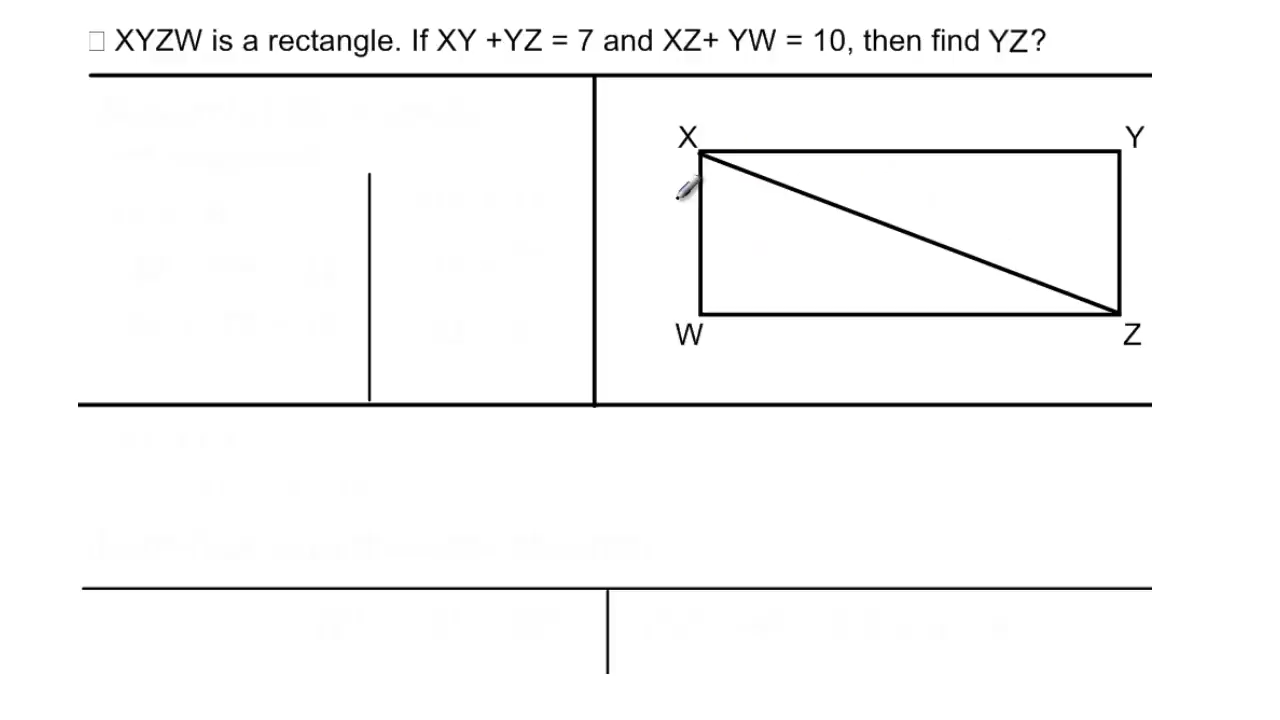 □ XYZW is a rectangle. If XY +YZ = 7 and XZ+ YW = 10, then find YZ?
X
Y
W
Z